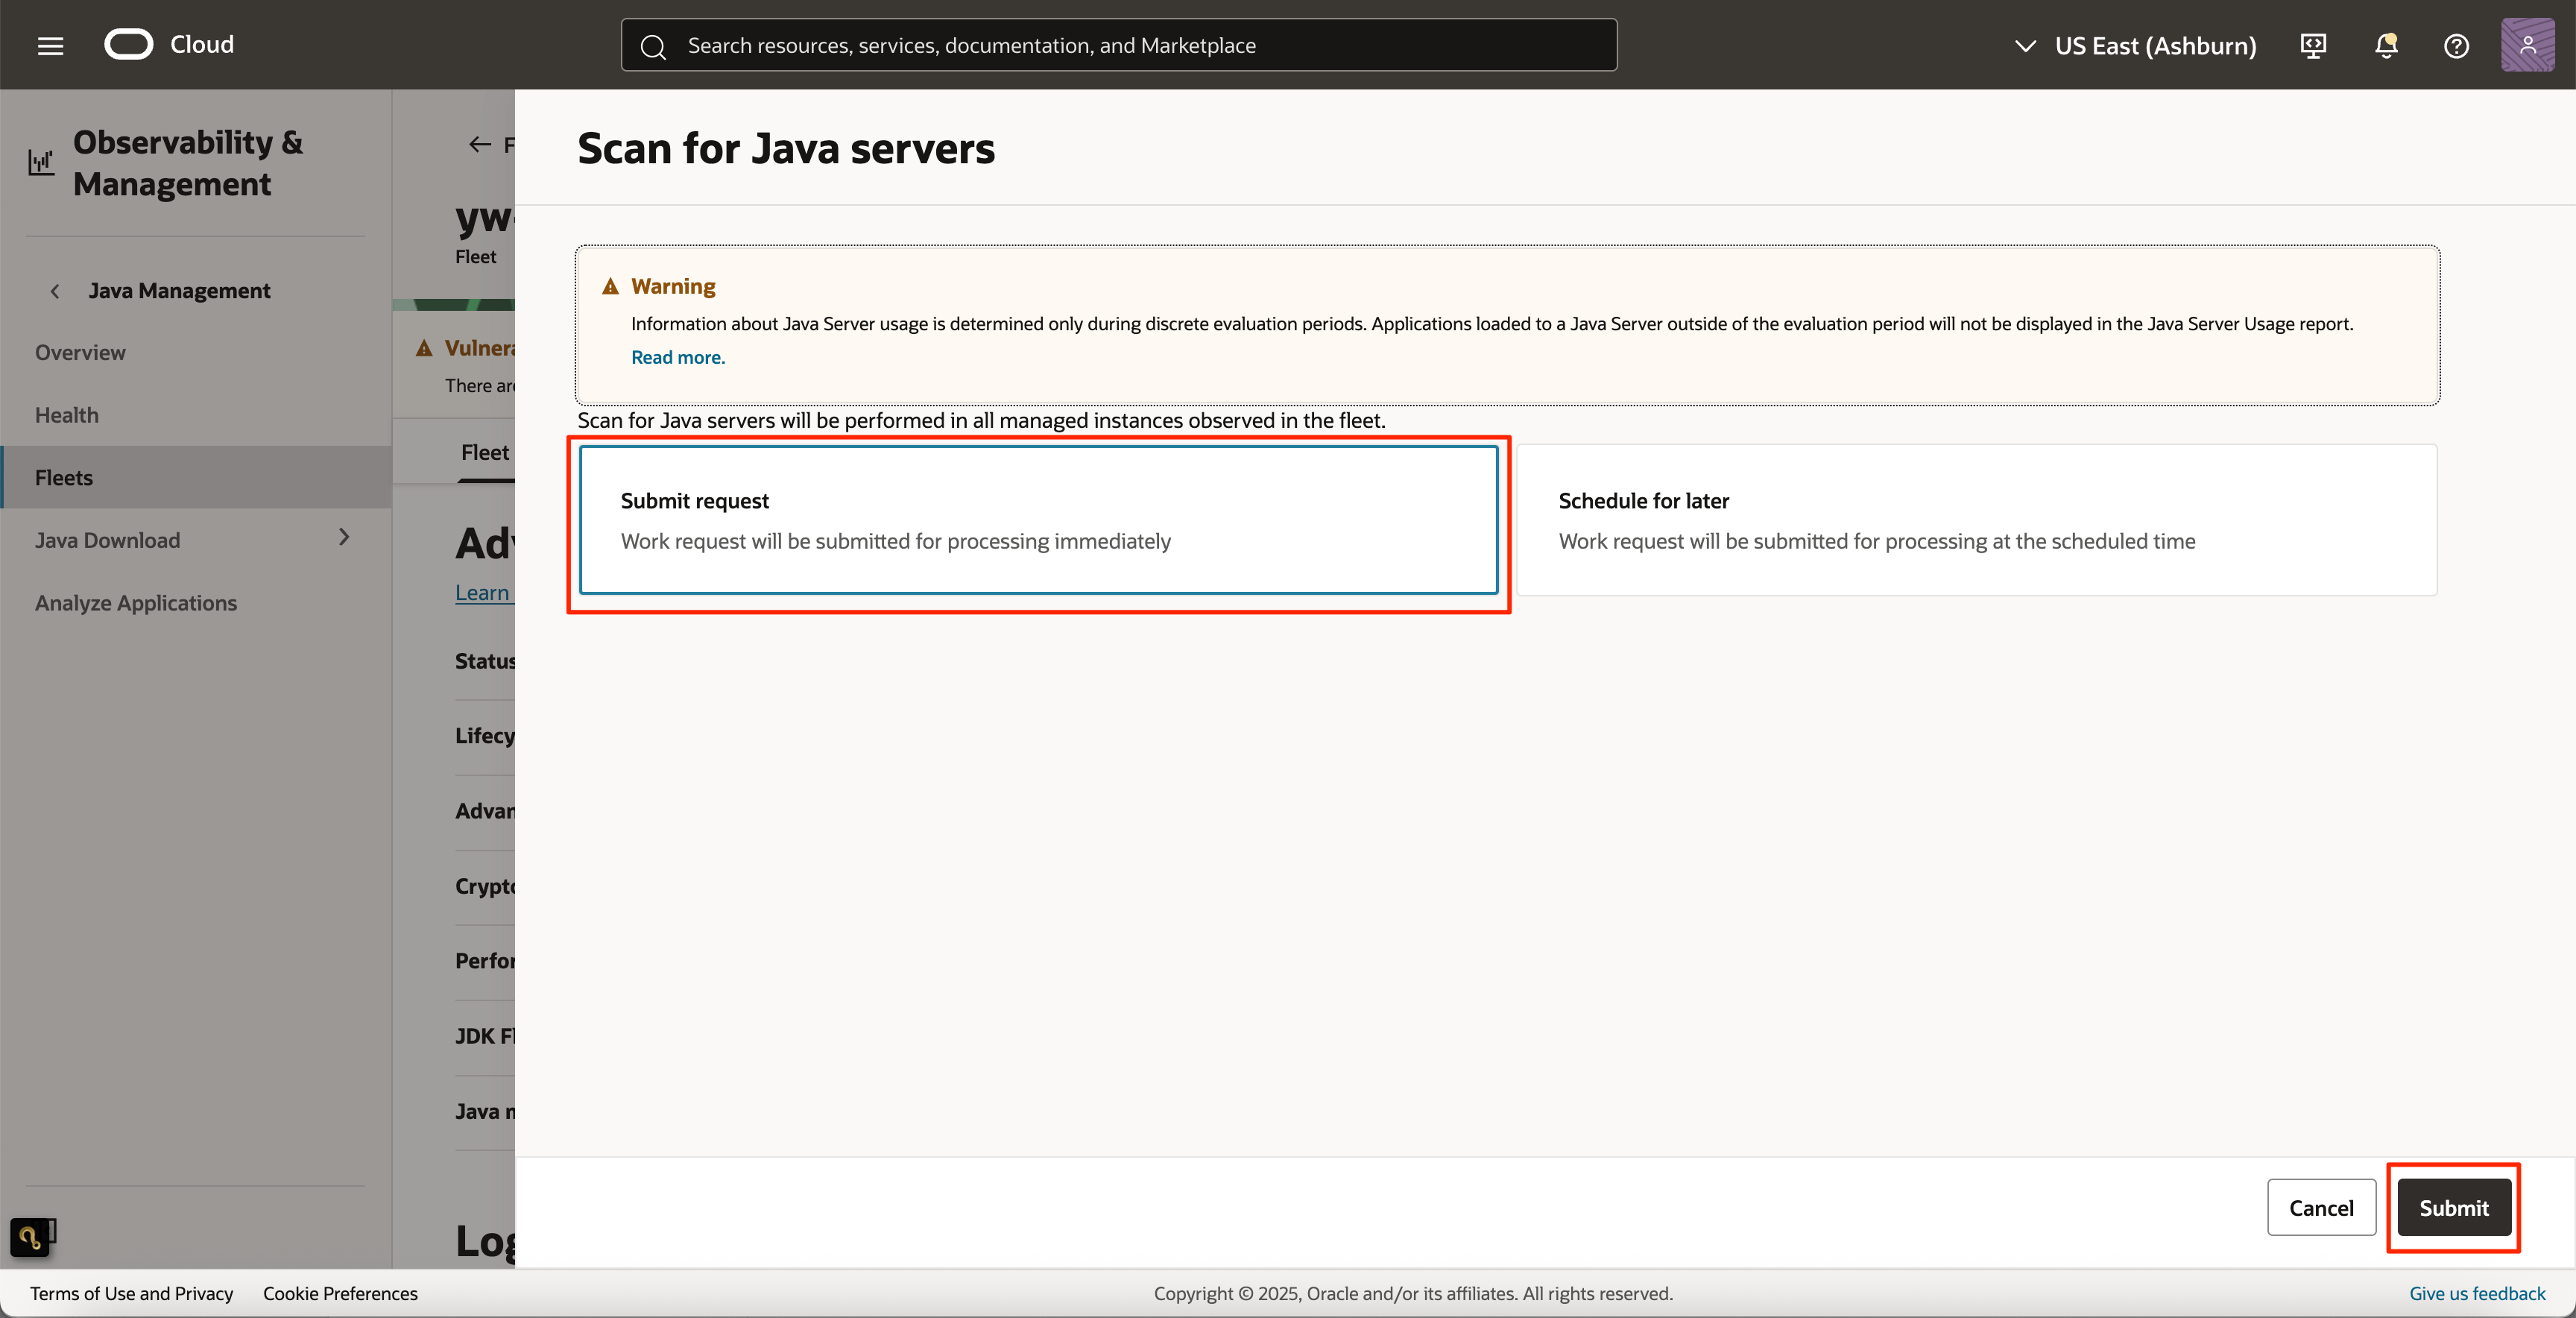 Cloud
Search resources, services, documentation, and Marketplace
US East (Ashburn)
Observability &
Management
Java Management
Overview
Health
Fleets
Java Download
Analyze Applications
F
yw-
Fleet
Vulnera
There are
Fleet
Adv
Learn
Status
Lifecy
Advan
Crypto
Perfor
JDK Fl
Java m
Log
Scan for Java servers
Warning
Information about Java Server usage is determined only during discrete evaluation periods. Applications loaded to a Java Server outside of the evaluation period will not be displayed in the Java Server Usage report.
Read more.
Scan for Java servers will be performed in all managed instances observed in the fleet.
Submit request
Work request will be submitted for processing immediately
Schedule for later
Work request will be submitted for processing at the scheduled time
Cancel
Submit
Terms of Use and Privacy
Cookie Preferences
Copyright © 2025, Oracle and/or its affiliates. All rights reserved.
Give us feedback